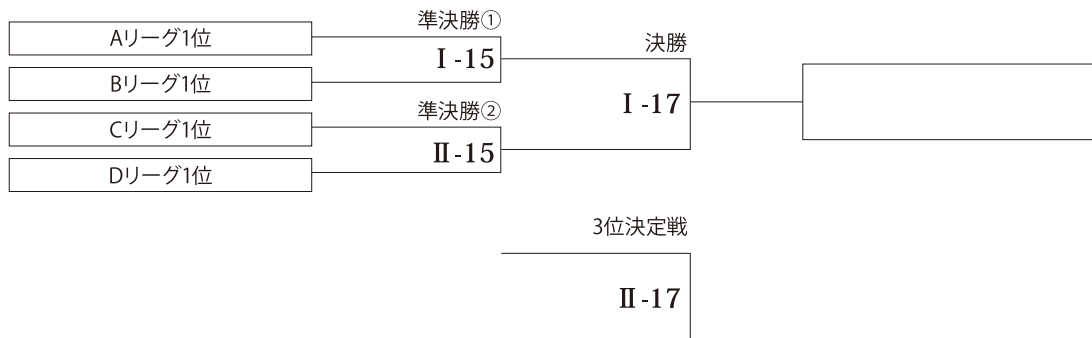 Aリーグ1位
Bリーグ1位
Cリーグ1位
Dリーグ1位
準決勝①
Ⅰ-15
準決勝②
Ⅱ-15
決勝
Ⅰ-17
3位決定戦
Ⅱ-17